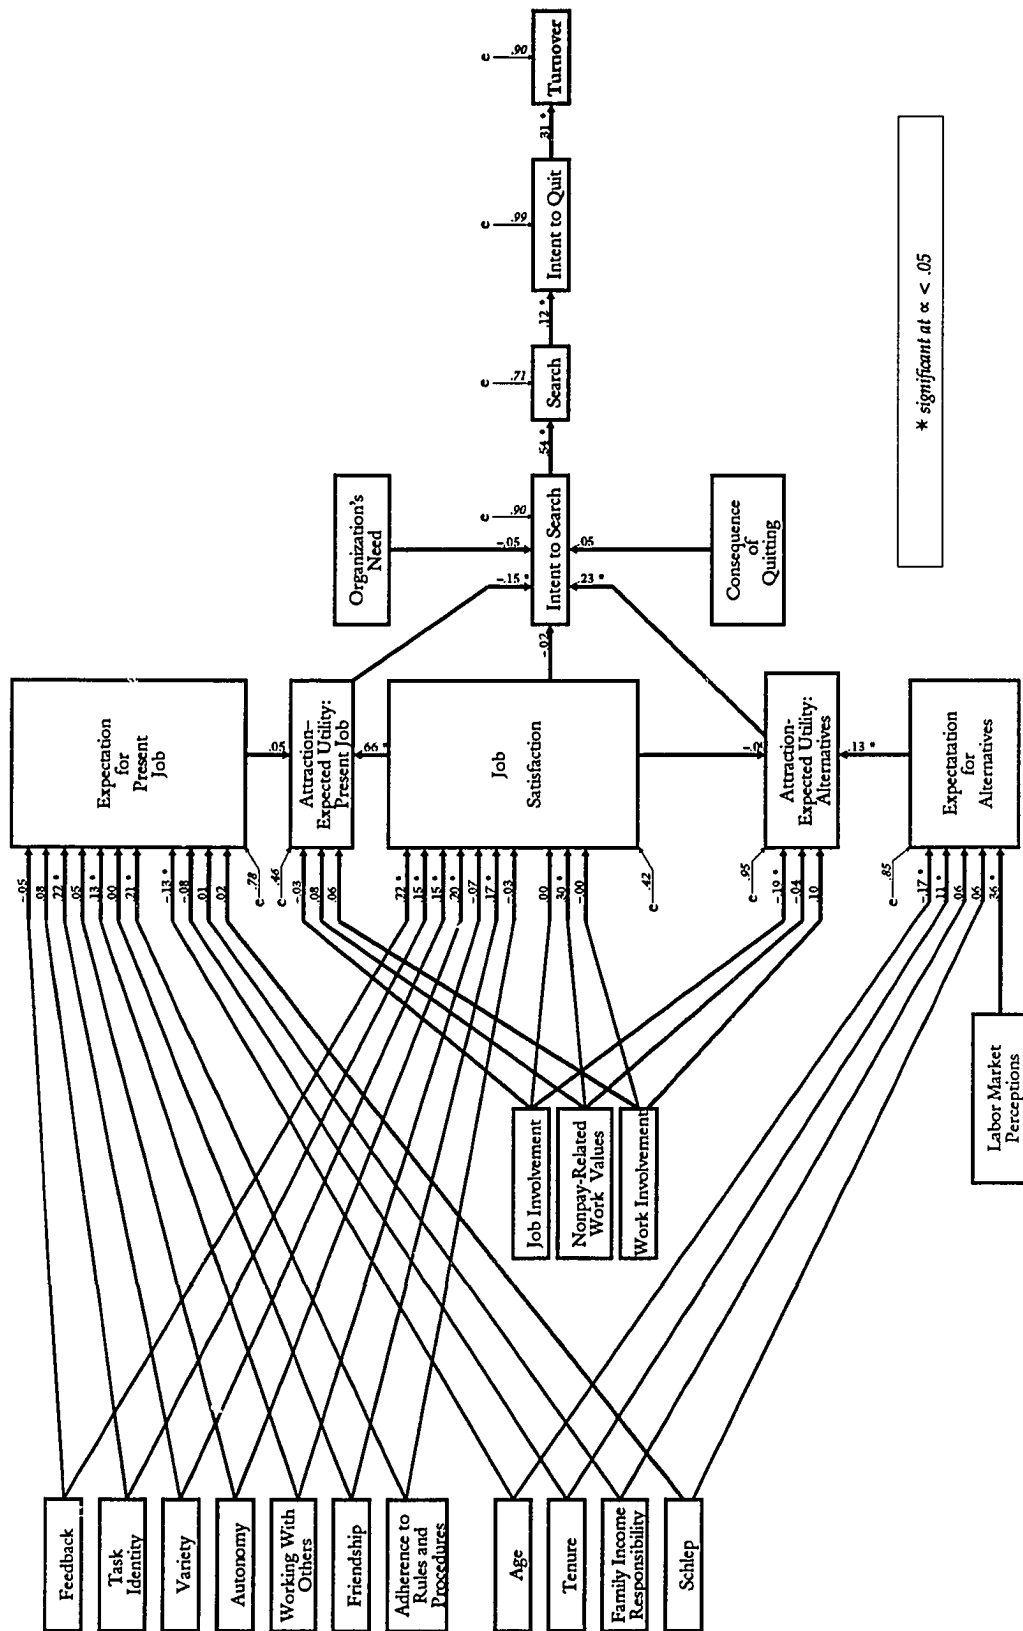 Feedback
Task
Identity
Variety
Autonomy
Working With
Others
Friendship
Adherence to
Rules and
Procedures
Age
Tenure
Family Income
Responsibility
Schlep
Job Involvement
Nonpay-Related
Work Values
Work Involvement
Labor Market
Perceptions
-.05
.08
.22 *
.05
.13 *
.00
.21 *
-.13 *
-.08
.01
.02
e .78
Expectation
for
Present
Job
.05
e .46
-.03
.08
.06
Attraction–
Expected Utility:
Present Job
.66 *
.22 *
.15 *
.15 *
.20 *
-.07
.17 *
-.03
.00
.30 *
-.00
e .42
Job
Satisfaction
e .95
-.19 *
-.04
.10
Attraction-
Expected Utility:
Alternatives
.13 *
e .85
-.17 *
.11 *
.06
.06
.36 *
Expectatation
for
Alternatives
Organization's
Need
-.05
-.15 *
-.02
.23 *
.05
e .90
Intent to Search
Consequence
of
Quitting
.54 *
e .71
Search
.12 *
e .99
Intent to Quit
.31 *
e .90
Turnover
* significant at ∝ < .05